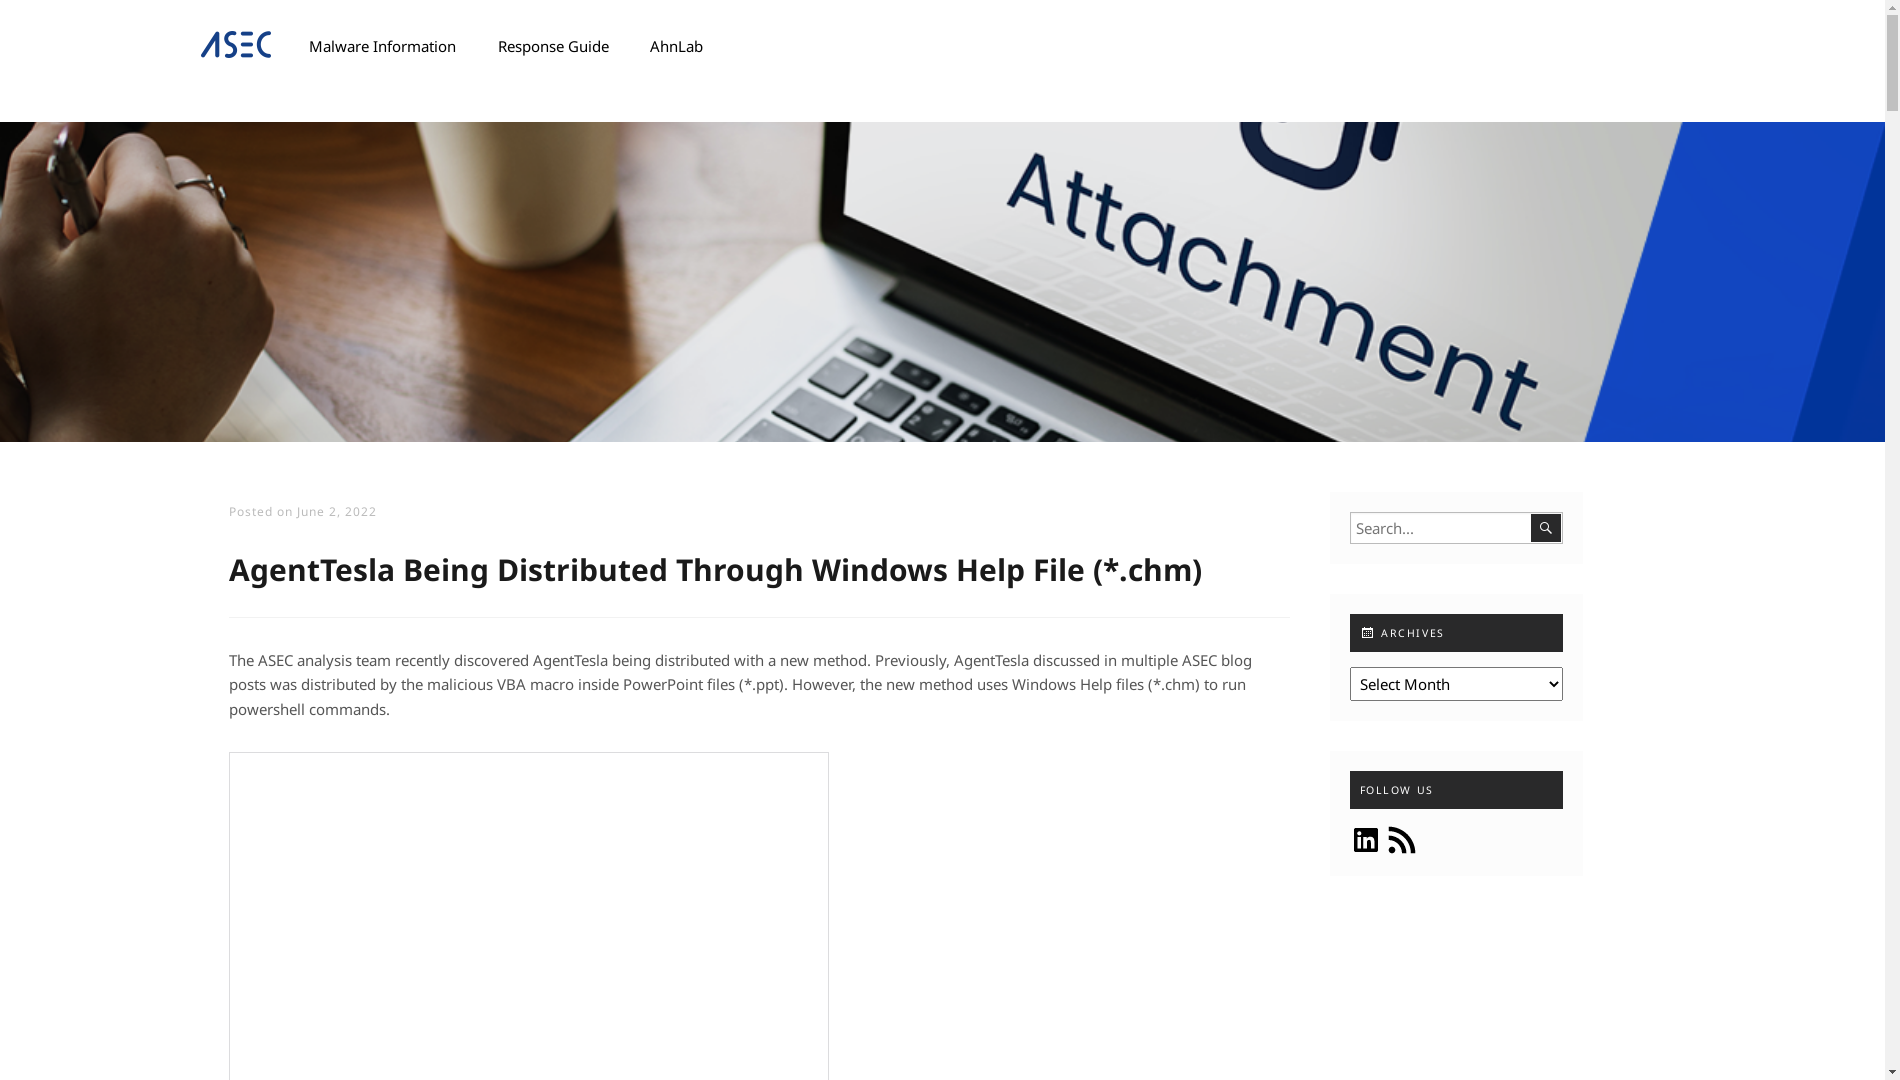 ASEC
Malware Information
Response Guide
AhnLab
Attachment
Posted on June 2, 2022
Search...
AgentTesla Being Distributed Through Windows Help File (*.chm)
ARCHIVES
The ASEC analysis team recently discovered AgentTesla being distributed with a new method. Previously, AgentTesla discussed in multiple ASEC blog
posts was distributed by the malicious VBA macro inside PowerPoint files (*.ppt). However, the new method uses Windows Help files (*.chm) to run
powershell commands.
Select Month
FOLLOW US
in